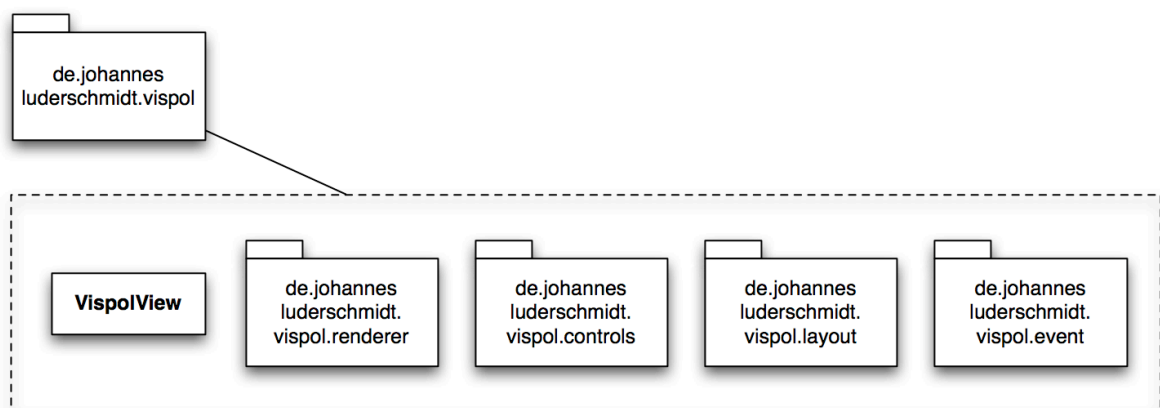 de.johannes
luderschmidt.vispol
VispolView
de.johannes
luderschmidt.
vispol.renderer
de.johannes
luderschmidt.
vispol.controls
de.johannes
luderschmidt.
vispol.layout
de.johannes
luderschmidt.
vispol.event